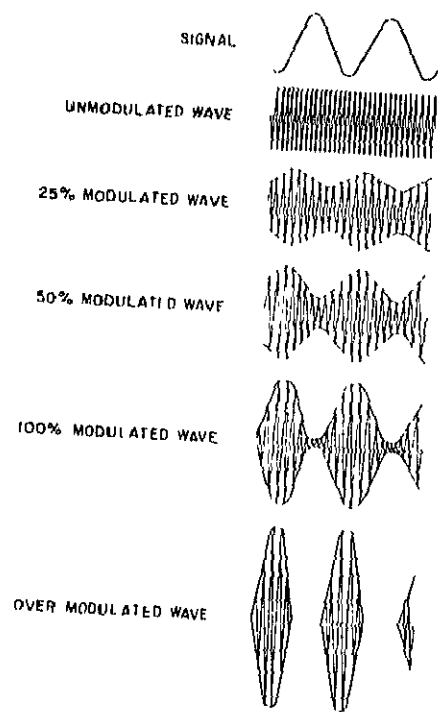 SIGNAL
UNMODULATED WAVE
25% MODULATED WAVE
50% MODULATED WAVE
100% MODULATED WAVE
OVER MODULATED WAVE